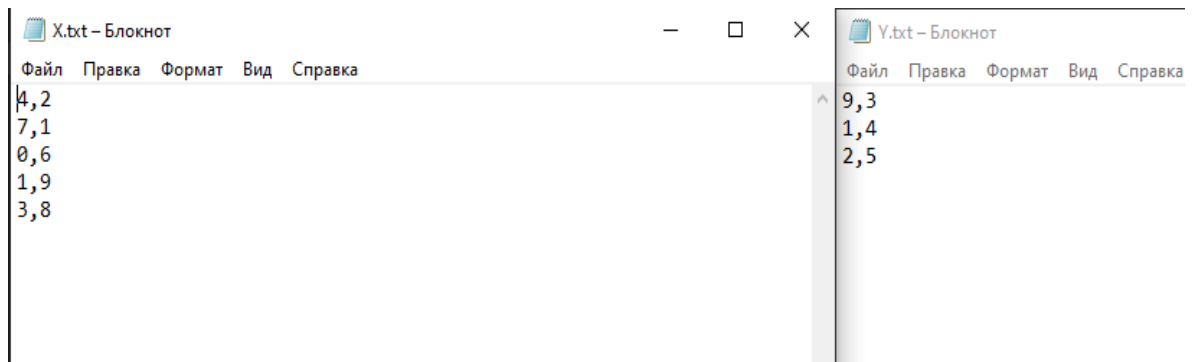 X.txt – Блокнот
Файл Правка Формат Вид Справка
4,2
7,1
0,6
1,9
3,8
Y.txt – Блокнот
Файл Правка Формат Вид Справка
9,3
1,4
2,5